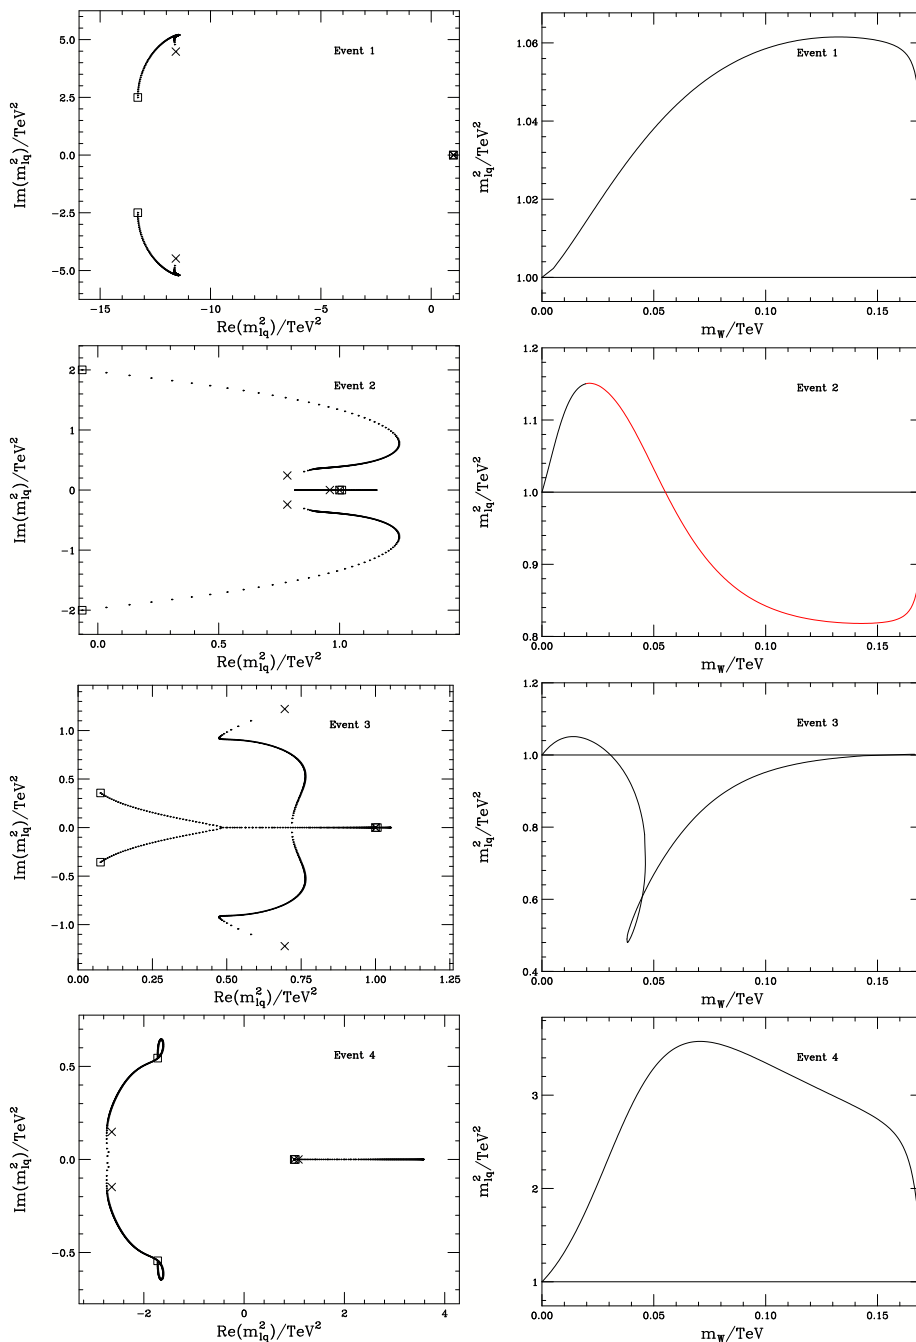 Event 1
5.0
2.5
0.0
−2.5
−5.0
Im(m²lq)/TeV²
−15
−10
−5
0
Re(m²lq)/TeV²
Event 1
1.06
1.04
1.02
1.00
m²lq/TeV²
0.00
0.05
0.10
0.15
mW/TeV
Event 2
2
1
0
−1
−2
Im(m²lq)/TeV²
0.0
0.5
1.0
Re(m²lq)/TeV²
Event 2
1.2
1.1
1.0
0.9
0.8
m²lq/TeV²
0.00
0.05
0.10
0.15
mW/TeV
Event 3
1.0
0.5
0.0
−0.5
−1.0
Im(m²lq)/TeV²
0.00
0.25
0.50
0.75
1.00
1.25
Re(m²lq)/TeV²
Event 3
1.2
1.0
0.8
0.6
0.4
m²lq/TeV²
0.00
0.05
0.10
0.15
mW/TeV
Event 4
0.5
0.0
−0.5
Im(m²lq)/TeV²
−2
0
2
4
Re(m²lq)/TeV²
Event 4
3
2
1
m²lq/TeV²
0.00
0.05
0.10
0.15
mW/TeV